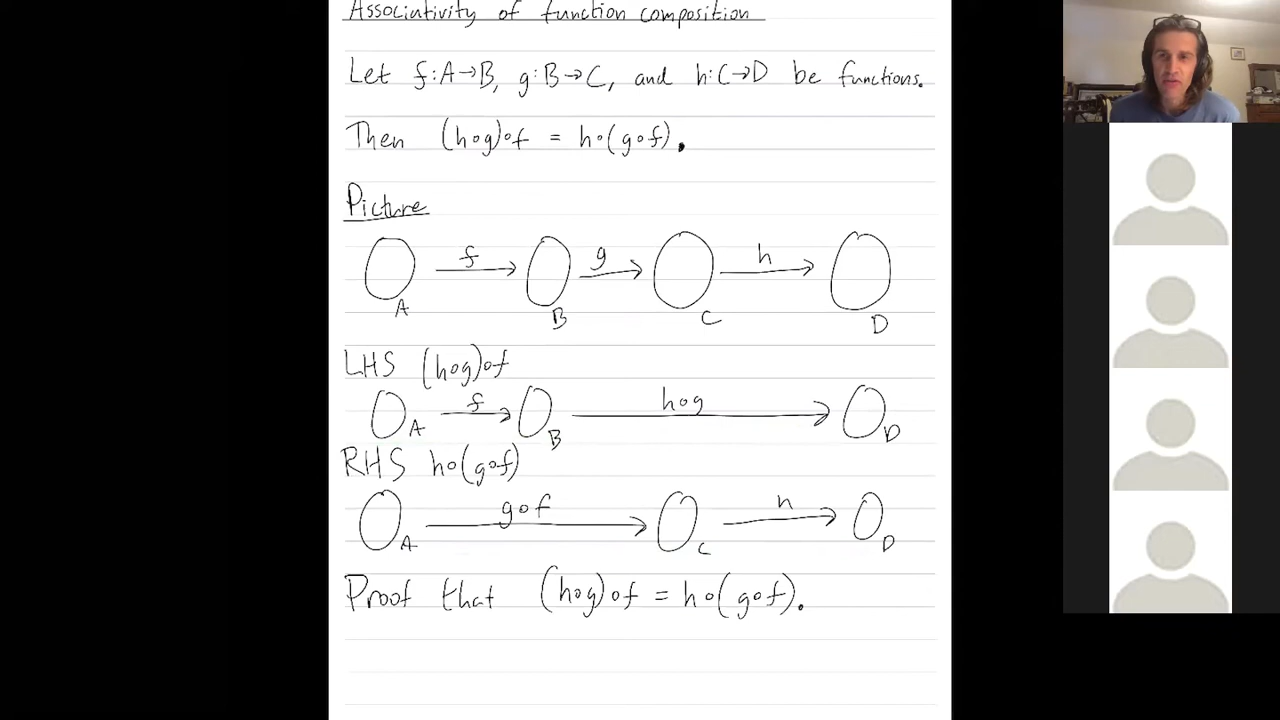 Associativity of function composition
Let f:A→B, g:B→C, and h:C→D be functions.
Then (h∘g)∘f = h∘(g∘f).
Picture
f g h
A B C D
LHS (h∘g)∘f
f h∘g
A B D
RHS h∘(g∘f)
g∘f h
A C D
Proof that (h∘g)∘f = h∘(g∘f).